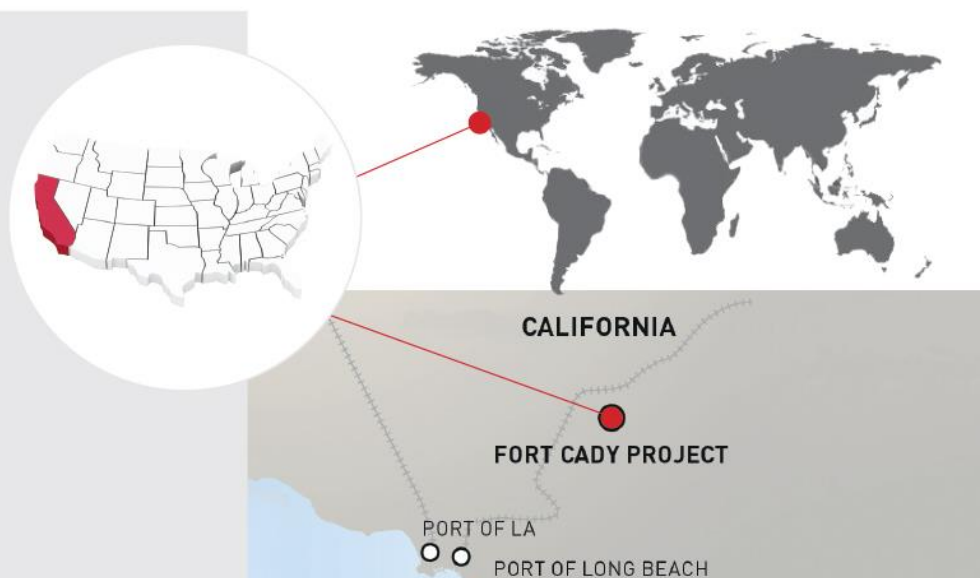 CALIFORNIA
FORT CADY PROJECT
PORT OF LA
PORT OF LONG BEACH